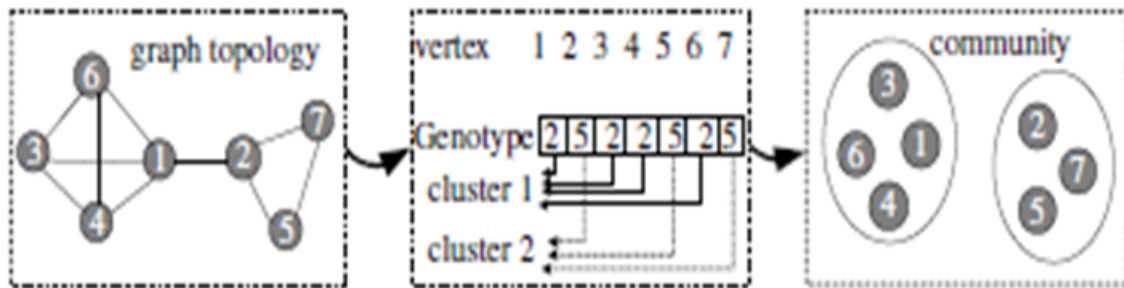 graph topology
6
7
3
1
2
4
5
vertex 1 2 3 4 5 6 7
Genotype 2 5 2 2 5 2 5
cluster 1
cluster 2
community
3
2
6
1
7
4
5